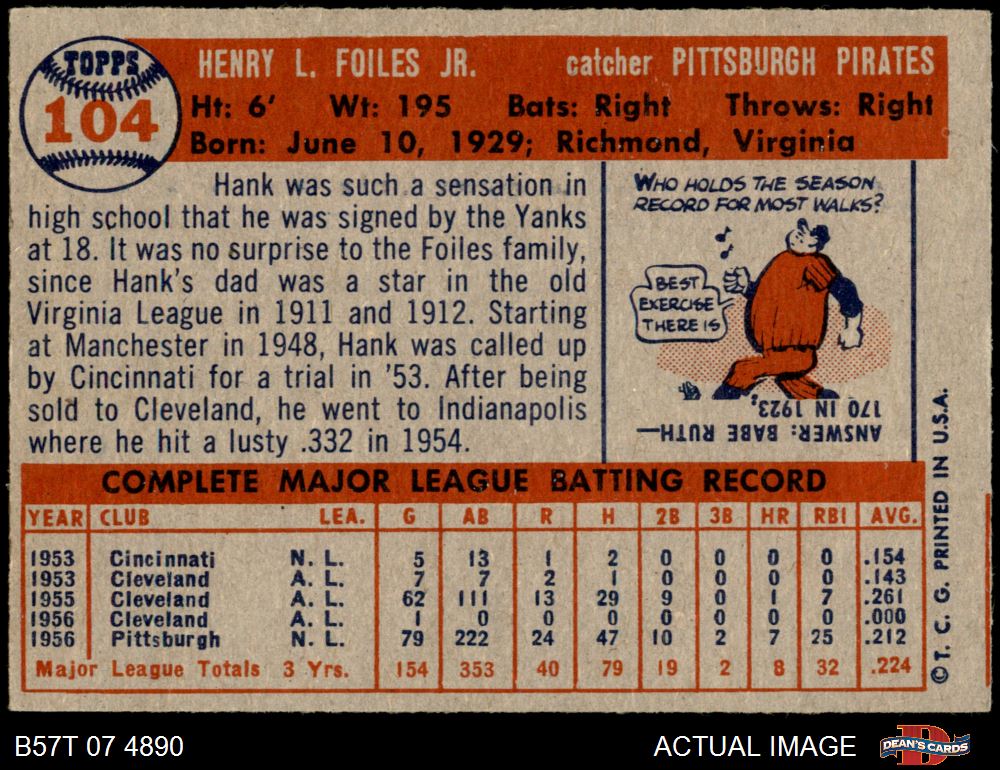 TOPPS
104
HENRY L. FOILES JR. catcher PITTSBURGH PIRATES
Ht: 6' Wt: 195 Bats: Right Throws: Right
Born: June 10, 1929; Richmond, Virginia
Hank was such a sensation in
high school that he was signed by the Yanks
at 18. It was no surprise to the Foiles family,
since Hank's dad was a star in the old
Virginia League in 1911 and 1912. Starting
at Manchester in 1948, Hank was called up
by Cincinnati for a trial in '53. After being
sold to Cleveland, he went to Indianapolis
where he hit a lusty .332 in 1954.
WHO HOLDS THE SEASON
RECORD FOR MOST WALKS?
BEST
EXERCISE
THERE IS
ANSWER: BABE RUTH—
170 IN 1923,
COMPLETE MAJOR LEAGUE BATTING RECORD
YEAR CLUB LEA. G AB R H 2B 3B HR RBI AVG.
1953 Cincinnati N. L. 5 13 1 2 0 0 0 0 .154
1953 Cleveland A. L. 7 7 2 1 0 0 0 0 .143
1955 Cleveland A. L. 62 111 13 29 9 0 1 7 .261
1956 Cleveland A. L. 1 0 0 0 0 0 0 0 .000
1956 Pittsburgh N. L. 79 222 24 47 10 2 7 25 .212
Major League Totals 3 Yrs. 154 353 40 79 19 2 8 32 .224
© T. C. G. PRINTED IN U.S.A.
B57T 07 4890
ACTUAL IMAGE
DEAN'S CARDS